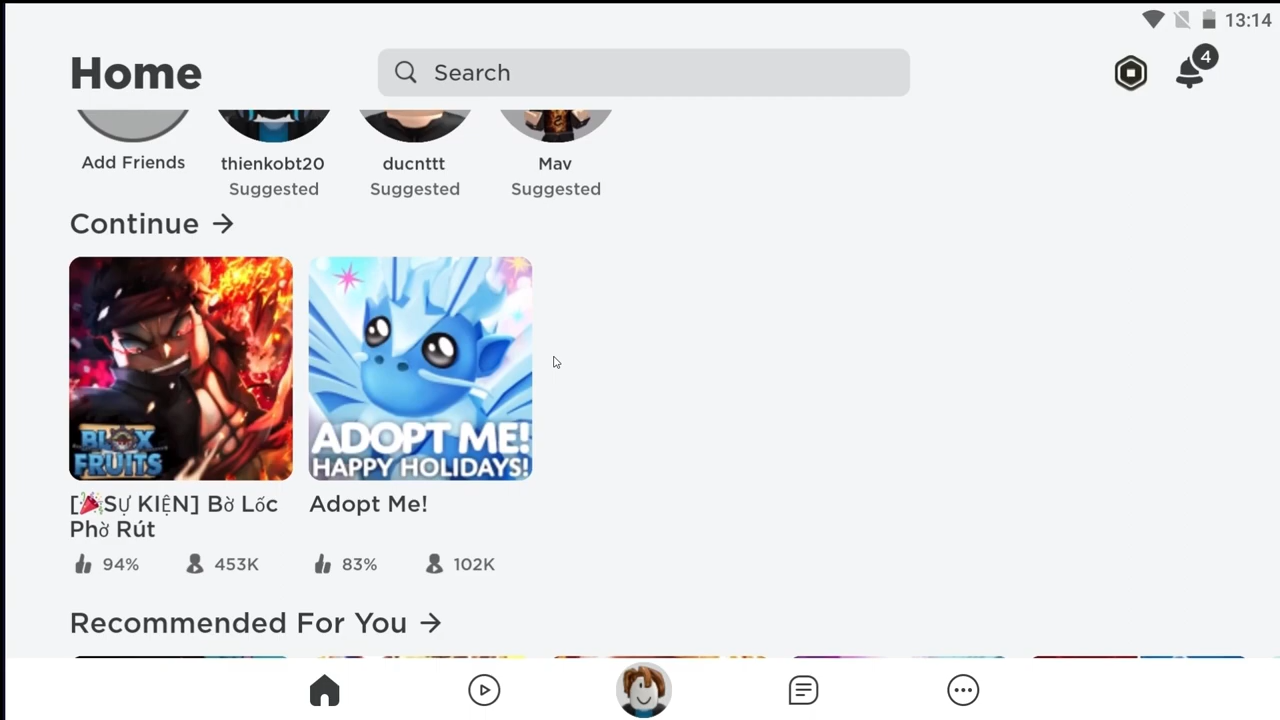 13:14
Home
Search
4
Add Friends
thienkobt20
Suggested
ducnttt
Suggested
Mav
Suggested
Continue →
BLOX
FRUITS
ADOPT ME!
HAPPY HOLIDAYS!
[🎉SỰ KIỆN] Bờ Lốc
Phờ Rút
Adopt Me!
94%
453K
83%
102K
Recommended For You →